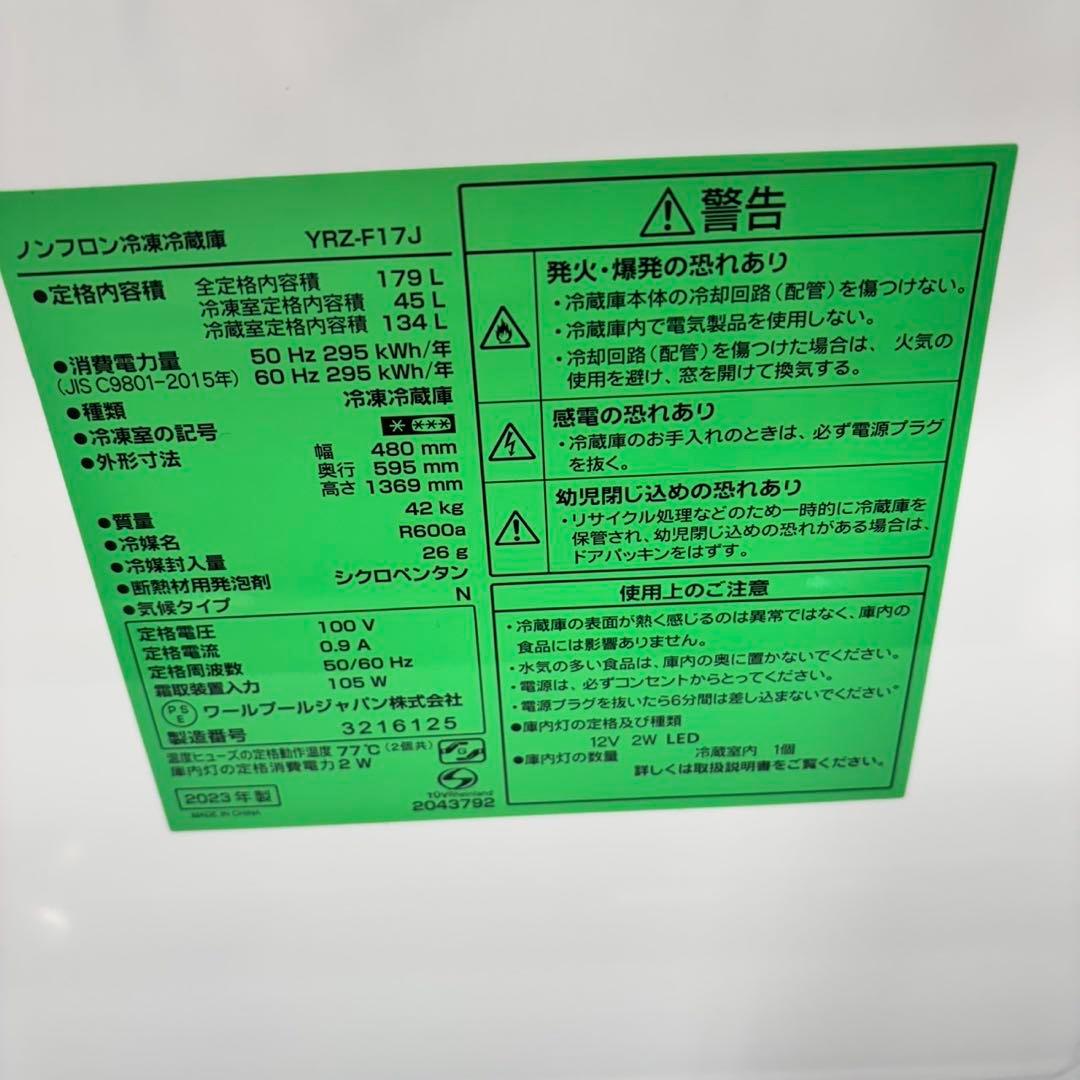 ノンフロン冷凍冷蔵庫 YRZ-F17J
●定格内容積 全定格内容積 179 L
冷凍室定格内容積 45 L
冷蔵室定格内容積 134 L
●消費電力量 50 Hz 295 kWh/年
(JIS C9801-2015年) 60 Hz 295 kWh/年
●種類 冷凍冷蔵庫
●冷凍室の記号
●外形寸法 幅 480 mm
奥行 595 mm
高さ 1369 mm
●質量 42 kg
●冷媒名 R600a
●冷媒封入量 26 g
●断熱材用発泡剤 シクロペンタン
●気候タイプ N
定格電圧 100 V
定格電流 0.9 A
定格周波数 50/60 Hz
霜取装置入力 105 W
PSE ワールプールジャパン株式会社
製造番号 3216125
温度ヒューズの定格動作温度 77℃ (2個共)
庫内灯の定格消費電力 2 W
2023年製
MADE IN CHINA
TÜVRheinland
2043792
警告
発火・爆発の恐れあり
・冷蔵庫本体の冷却回路(配管)を傷つけない。
・冷蔵庫内で電気製品を使用しない。
・冷却回路(配管)を傷つけた場合は、火気の
使用を避け、窓を開けて換気する。
感電の恐れあり
・冷蔵庫のお手入れのときは、必ず電源プラグ
を抜く。
幼児閉じ込めの恐れあり
・リサイクル処理などのため一時的に冷蔵庫を
保管され、幼児閉じ込めの恐れがある場合は、
ドアパッキンをはずす。
使用上のご注意
・冷蔵庫の表面が熱く感じるのは異常ではなく、庫内の
食品には影響ありません。
・水気の多い食品は、庫内の奥に置かないでください。
・電源は、必ずコンセントからとってください。
・電源プラグを抜いたら6分間は差し込まないでください。
●庫内灯の定格及び種類
12V 2W LED
●庫内灯の数量 冷蔵室内 1個
詳しくは取扱説明書をご覧ください。